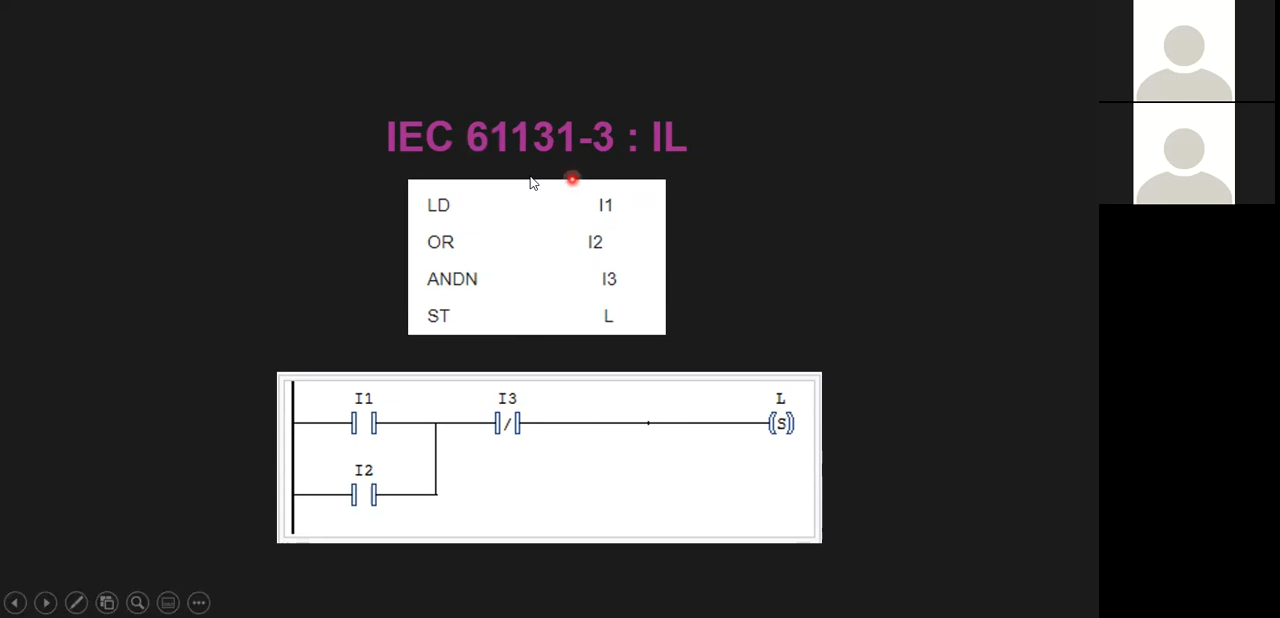 IEC 61131-3 : IL
LD I1
OR I2
ANDN I3
ST L
I1 I3 L
/ S
I2